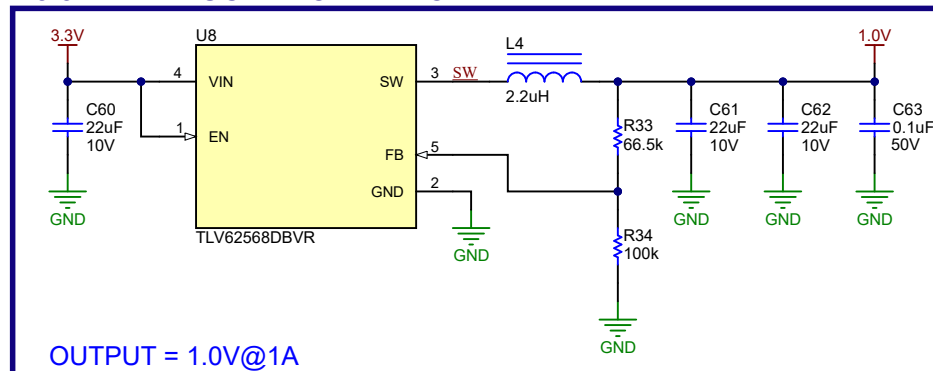 3.3V
U8
L4
1.0V
4
VIN
SW
3
SW
2.2uH
C60
22uF
10V
1
EN
R33
66.5k
C61
22uF
10V
C62
22uF
10V
C63
0.1uF
50V
FB
5
GND
2
GND
GND
GND
GND
TLV62568DBVR
GND
R34
100k
GND
OUTPUT = 1.0V@1A